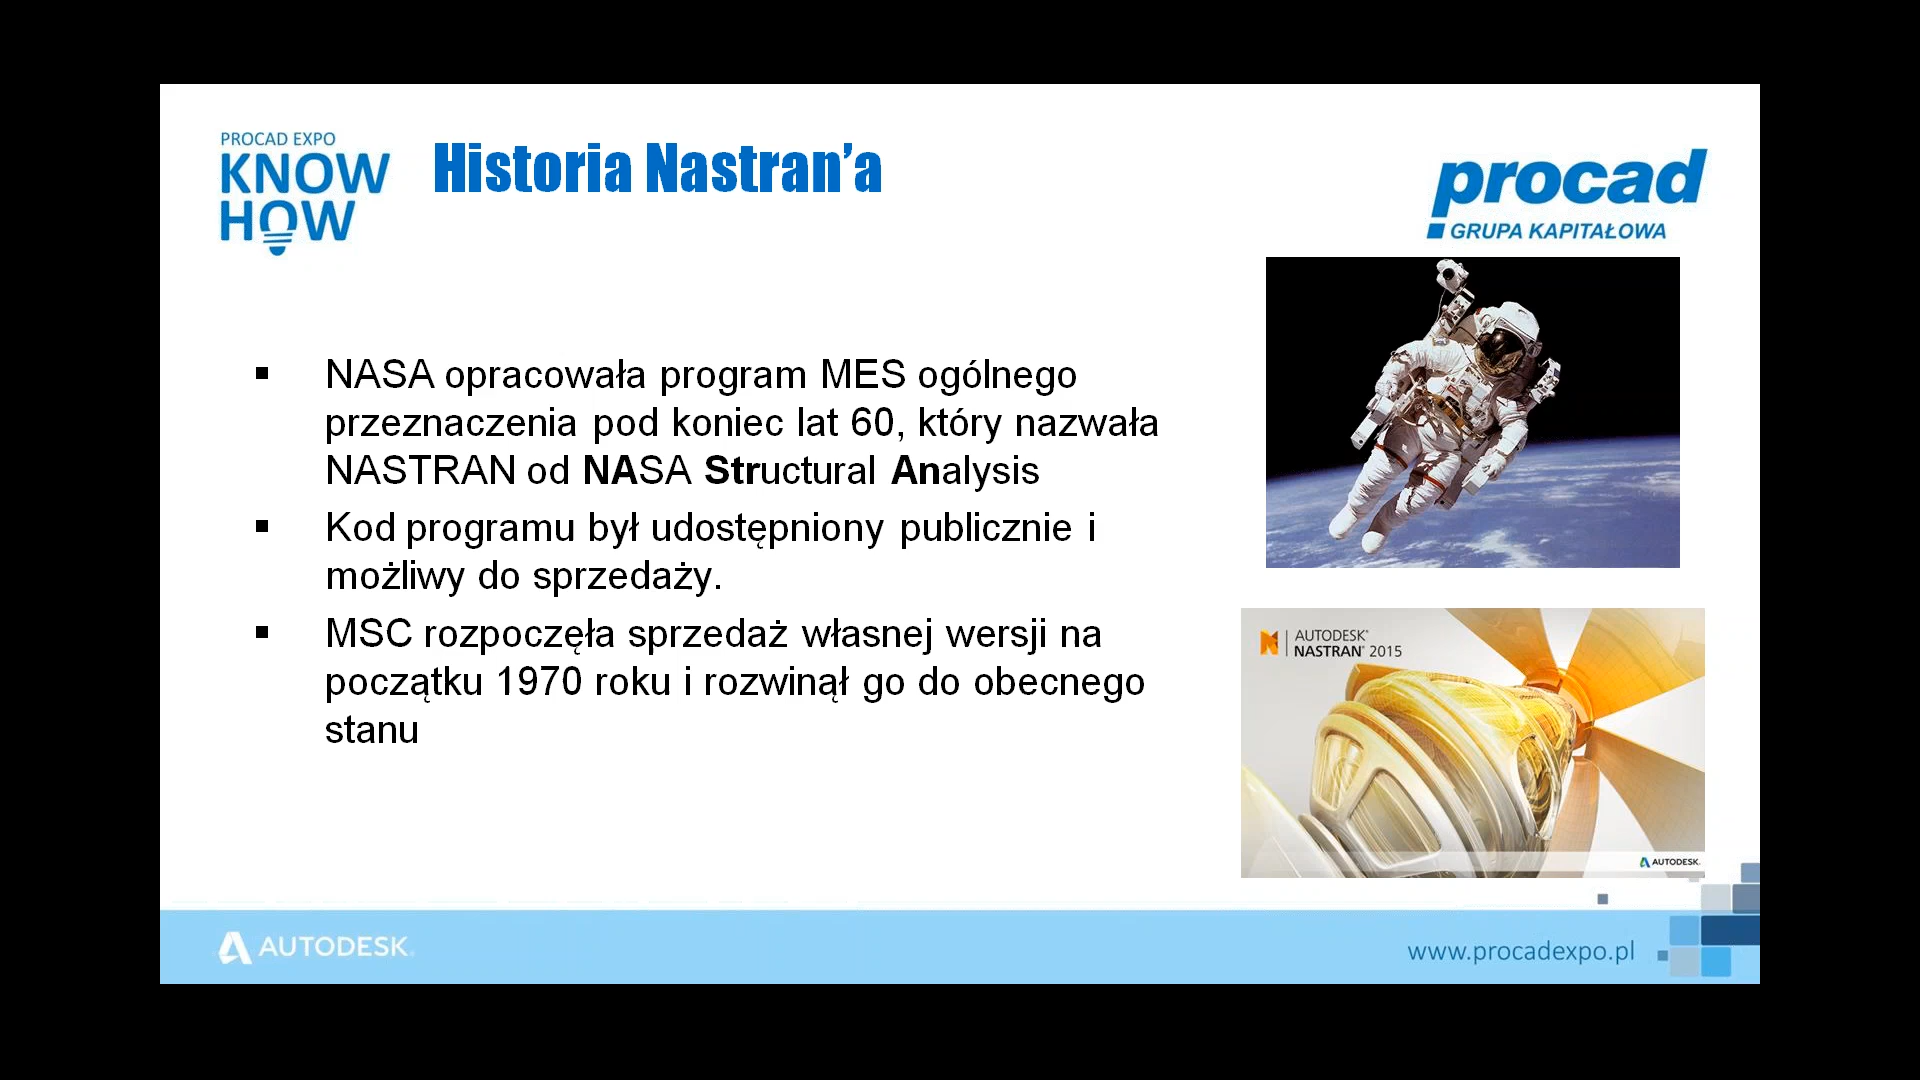 PROCAD EXPO
KNOW
HOW
Historia Nastran’a
procad
GRUPA KAPITAŁOWA
▪ NASA opracowała program MES ogólnego
przeznaczenia pod koniec lat 60, który nazwała
NASTRAN od NASA Structural Analysis
▪ Kod programu był udostępniony publicznie i
możliwy do sprzedaży.
▪ MSC rozpoczęła sprzedaż własnej wersji na
początku 1970 roku i rozwinął go do obecnego
stanu
AUTODESK®
NASTRAN® 2015
AUTODESK.
AUTODESK®
www.procadexpo.pl